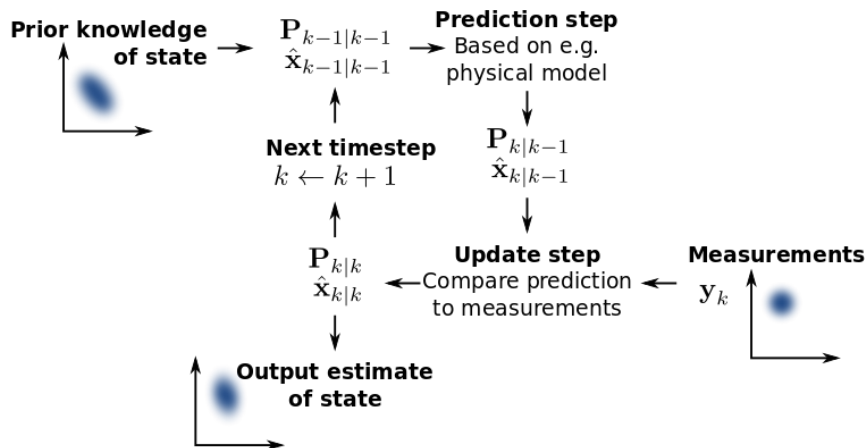 Prior knowledge
of state
P_{k-1|k-1}
x̂_{k-1|k-1}
Prediction step
Based on e.g.
physical model
Next timestep
k ← k + 1
P_{k|k-1}
x̂_{k|k-1}
P_{k|k}
x̂_{k|k}
Update step
Compare prediction
to measurements
Measurements
y_k
Output estimate
of state